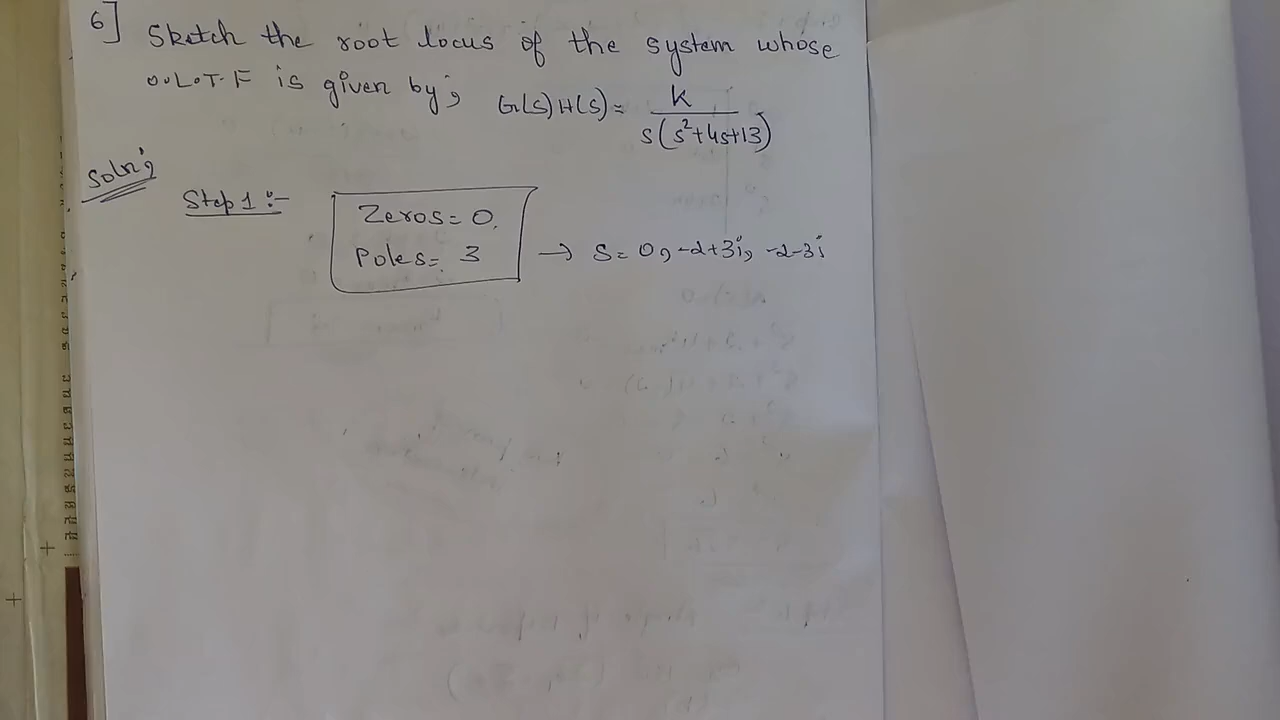 6] Sketch the root locus of the system whose
O.L.T.F is given by; G(s)H(s)= K / s(s²+4s+13)
Soln;
Step 1 :-
Zeros= 0.
Poles= 3 → s= 0, -2+3i, -2-3i